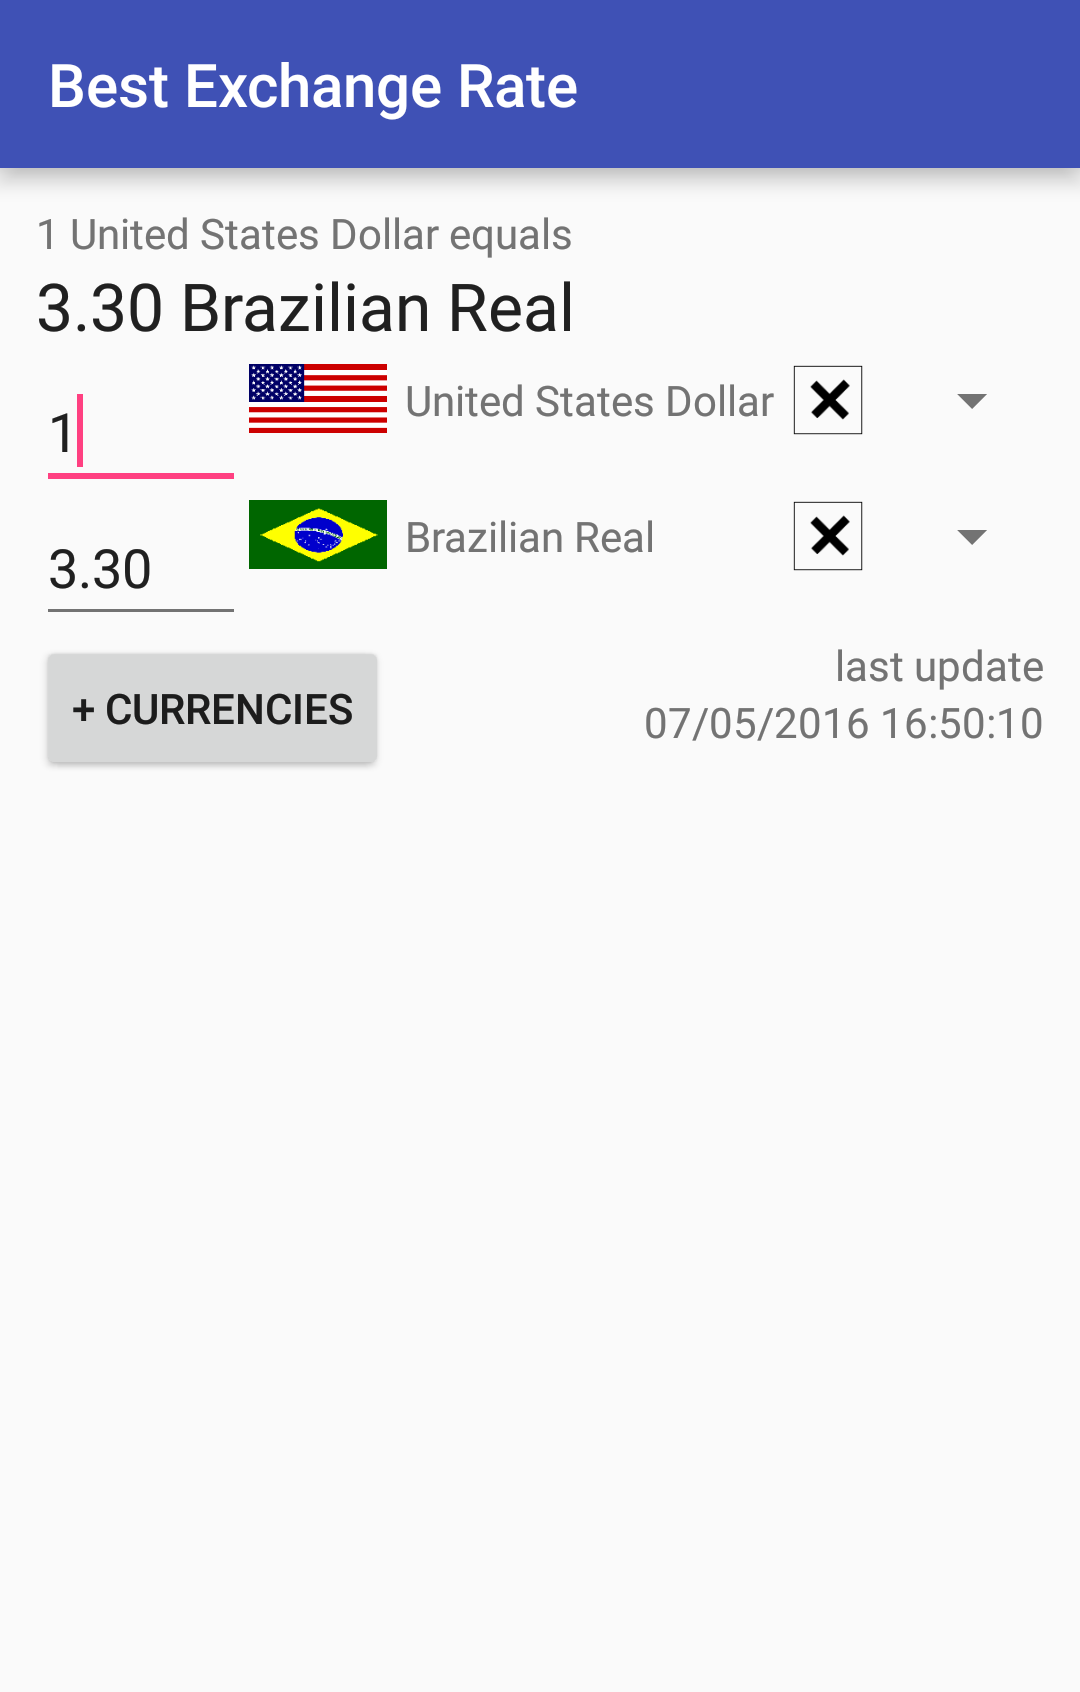 Best Exchange Rate
1 United States Dollar equals
3.30 Brazilian Real
1 United States Dollar
3.30 Brazilian Real
+ CURRENCIES
last update
07/05/2016 16:50:10